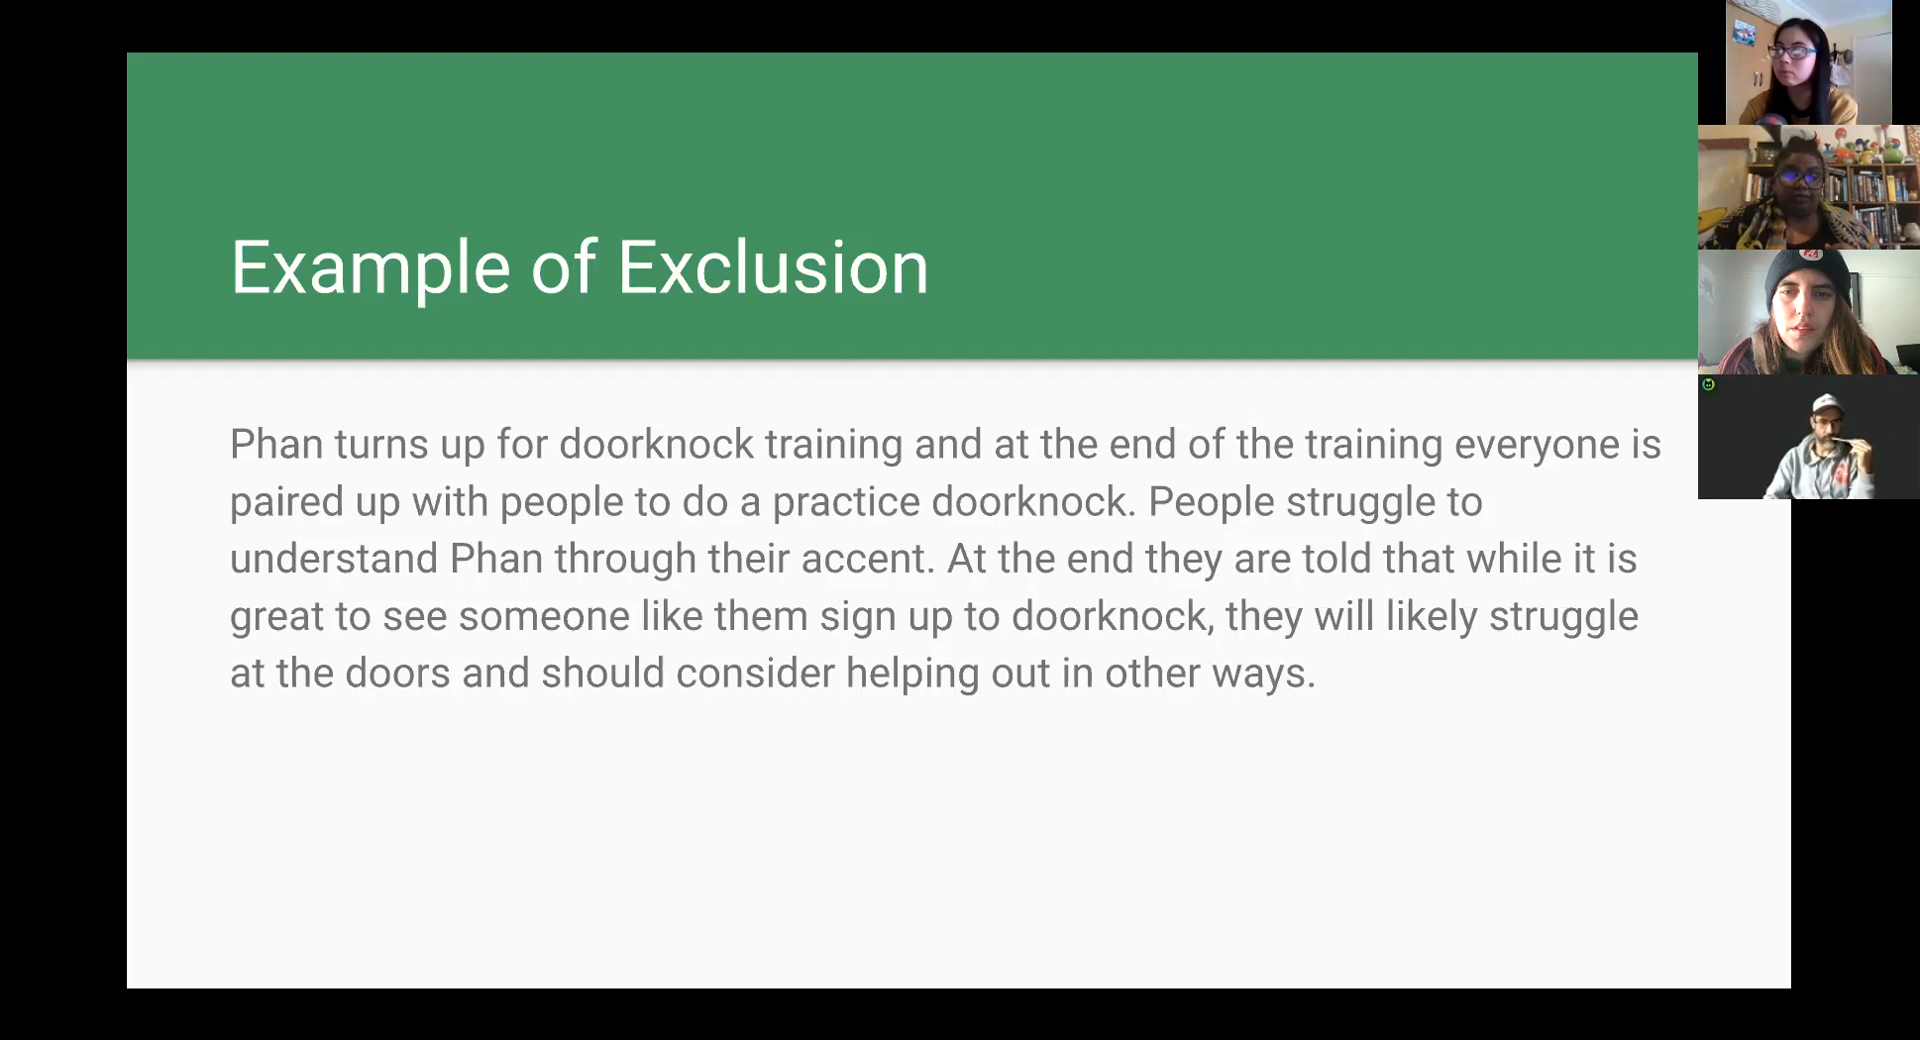 Example of Exclusion
Phan turns up for doorknock training and at the end of the training everyone is
paired up with people to do a practice doorknock. People struggle to
understand Phan through their accent. At the end they are told that while it is
great to see someone like them sign up to doorknock, they will likely struggle
at the doors and should consider helping out in other ways.